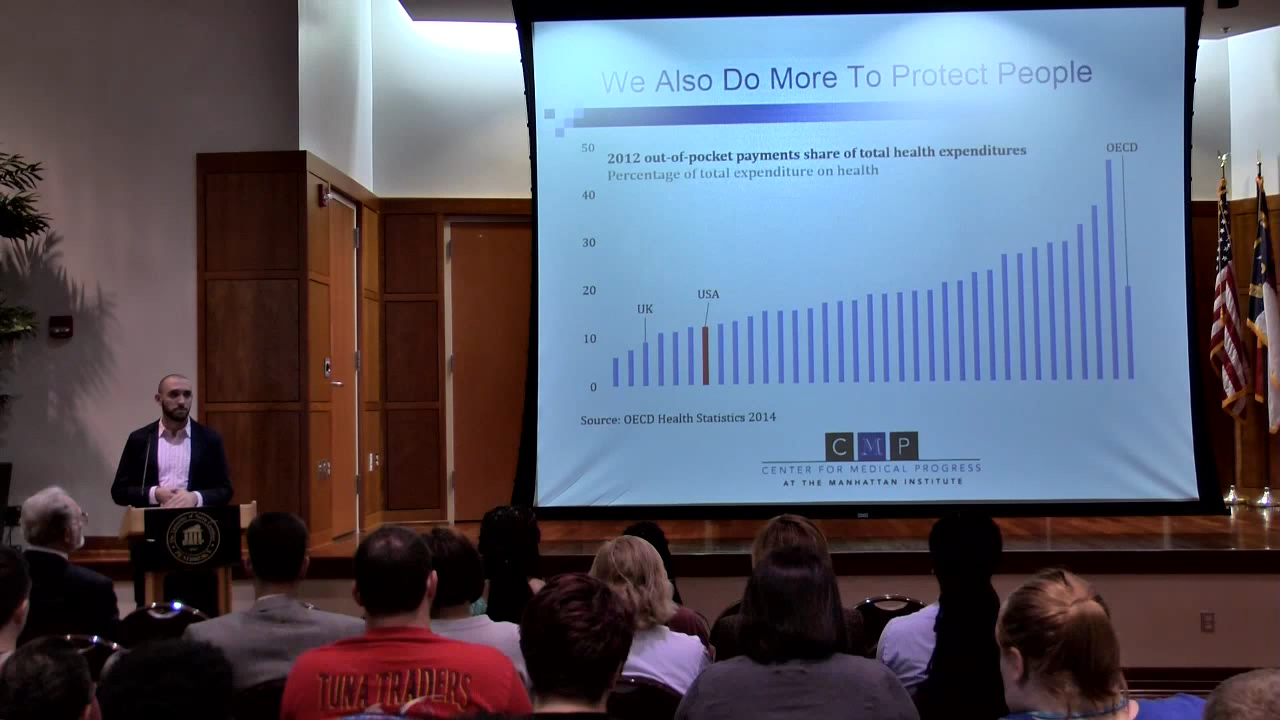 We Also Do More To Protect People
50
2012 out-of-pocket payments share of total health expenditures
Percentage of total expenditure on health
OECD
40
30
20
USA
UK
10
0
Source: OECD Health Statistics 2014
C M P
CENTER FOR MEDICAL PROGRESS
AT THE MANHATTAN INSTITUTE
TUNA TRADERS